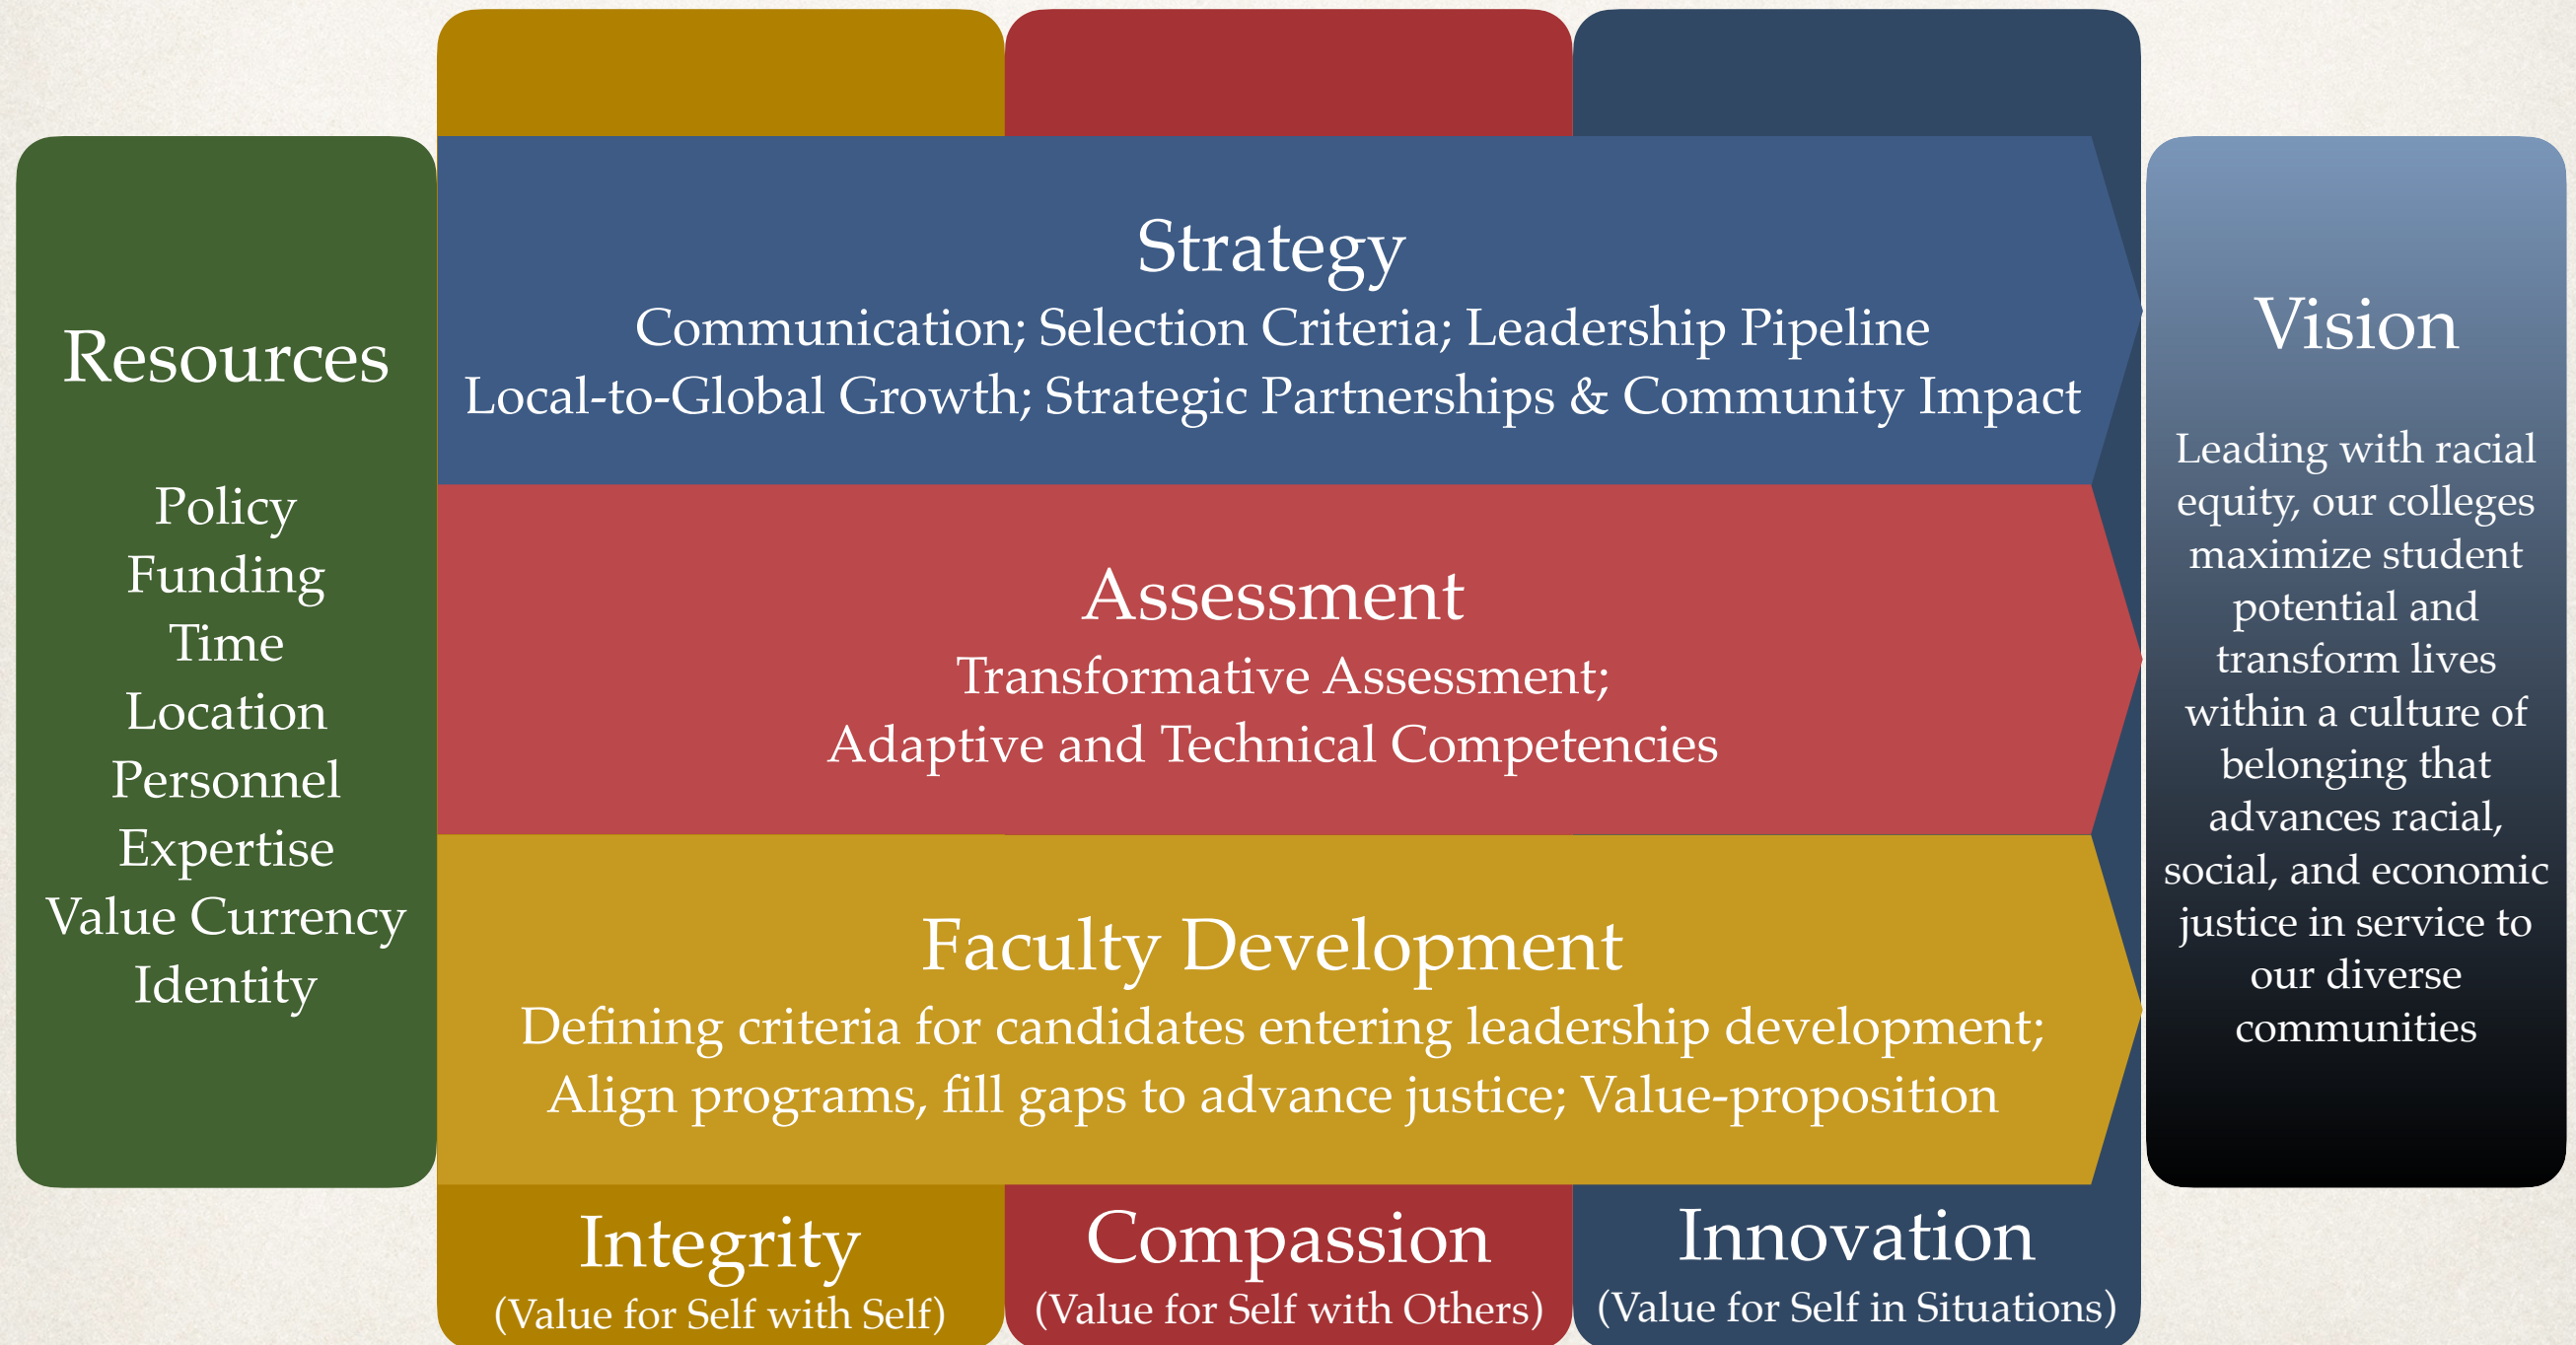 Resources
Policy
Funding
Time
Location
Personnel
Expertise
Value Currency
Identity
Strategy
Communication; Selection Criteria; Leadership Pipeline
Local-to-Global Growth; Strategic Partnerships & Community Impact
Assessment
Transformative Assessment;
Adaptive and Technical Competencies
Faculty Development
Defining criteria for candidates entering leadership development;
Align programs, fill gaps to advance justice; Value-proposition
Integrity
(Value for Self with Self)
Compassion
(Value for Self with Others)
Innovation
(Value for Self in Situations)
Vision
Leading with racial
equity, our colleges
maximize student
potential and
transform lives
within a culture of
belonging that
advances racial,
social, and economic
justice in service to
our diverse
communities